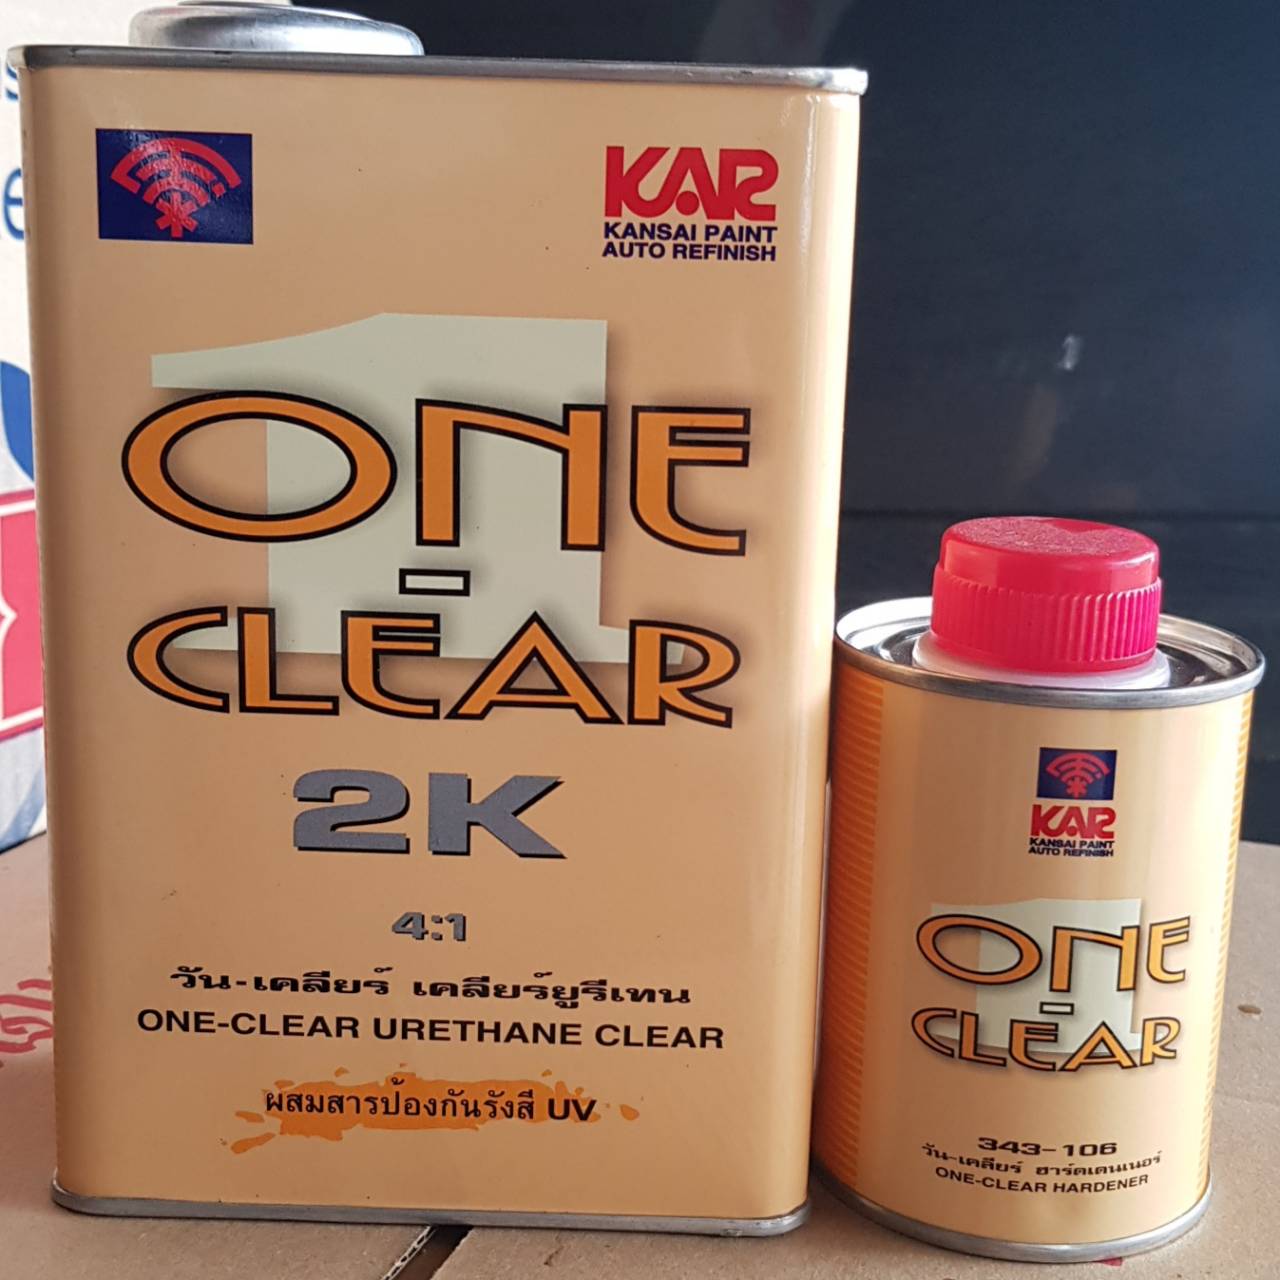 KAR
KANSAI PAINT
AUTO REFINISH
1
ONE
-
CLEAR
2K
4:1
วัน-เคลียร์ เคลียร์ยูรีเทน
ONE-CLEAR URETHANE CLEAR
ผสมสารป้องกันรังสี UV
KAR
KANSAI PAINT
AUTO REFINISH
1
ONE
-
CLEAR
343-106
วัน-เคลียร์ ฮาร์ดเดนเนอร์
ONE-CLEAR HARDENER